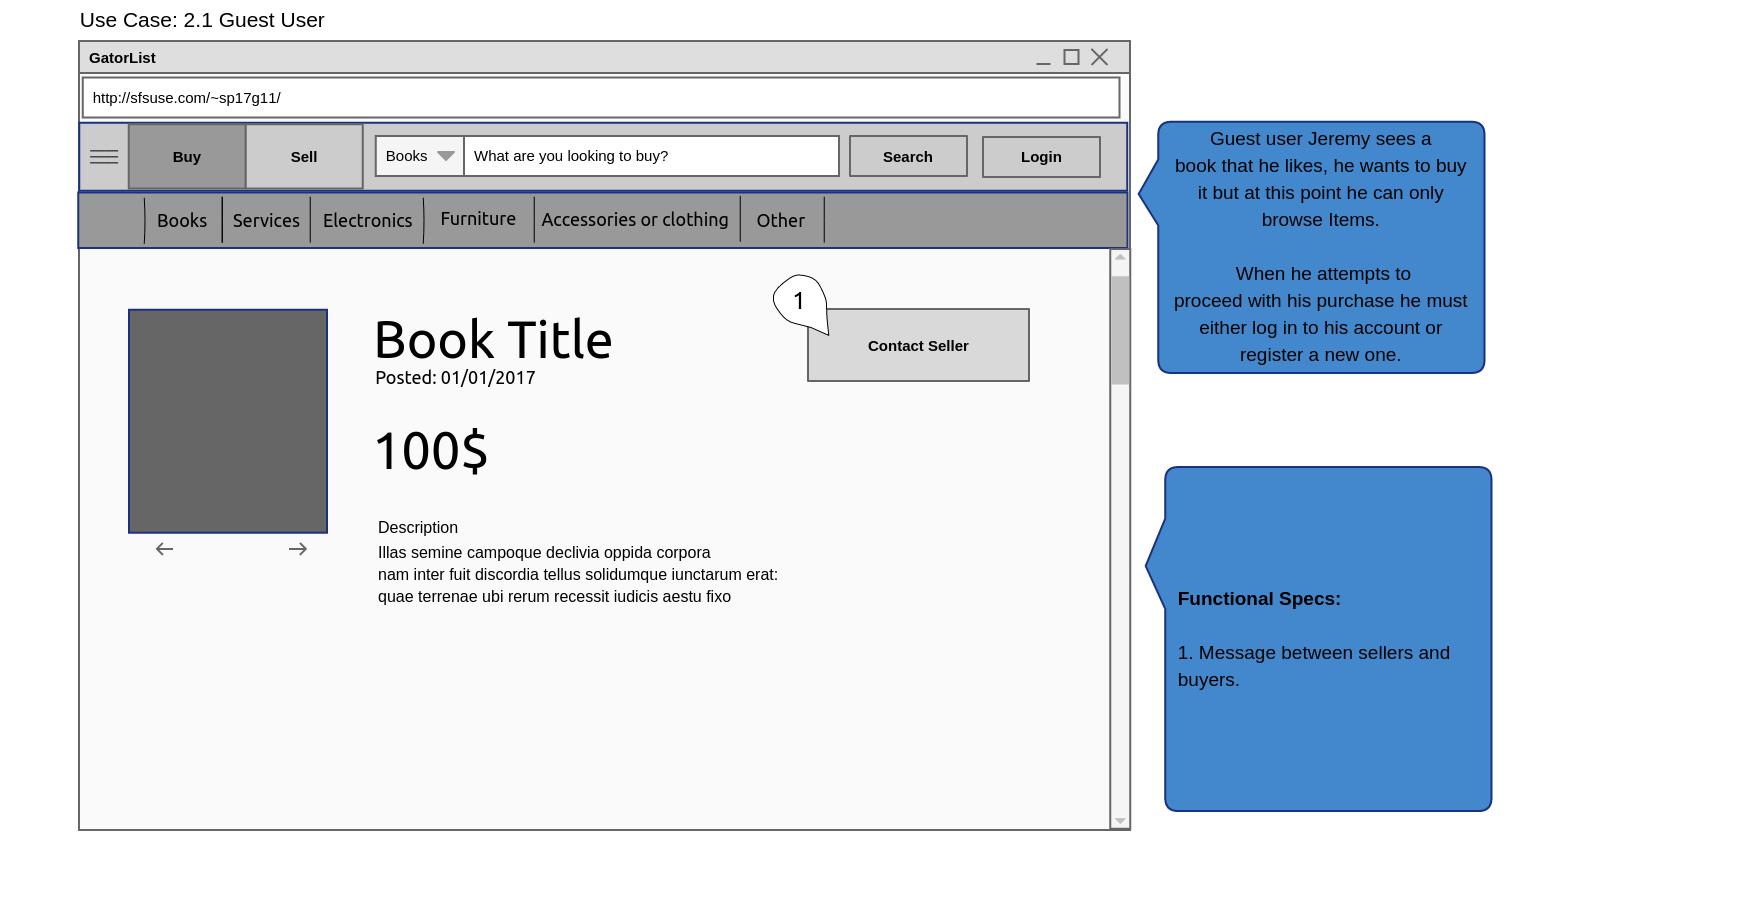 Use Case: 2.1 Guest User
GatorList
http://sfsuse.com/~sp17g11/
Buy
Sell
Books
What are you looking to buy?
Search
Login
Books
Services
Electronics
Furniture
Accessories or clothing
Other
1
Contact Seller
Book Title
Posted: 01/01/2017
100$
Description
Illas semine campoque declivia oppida corpora
nam inter fuit discordia tellus solidumque iunctarum erat:
quae terrenae ubi rerum recessit iudicis aestu fixo
Guest user Jeremy sees a
book that he likes, he wants to buy
it but at this point he can only
browse Items.
When he attempts to
proceed with his purchase he must
either log in to his account or
register a new one.
Functional Specs:
1. Message between sellers and
buyers.